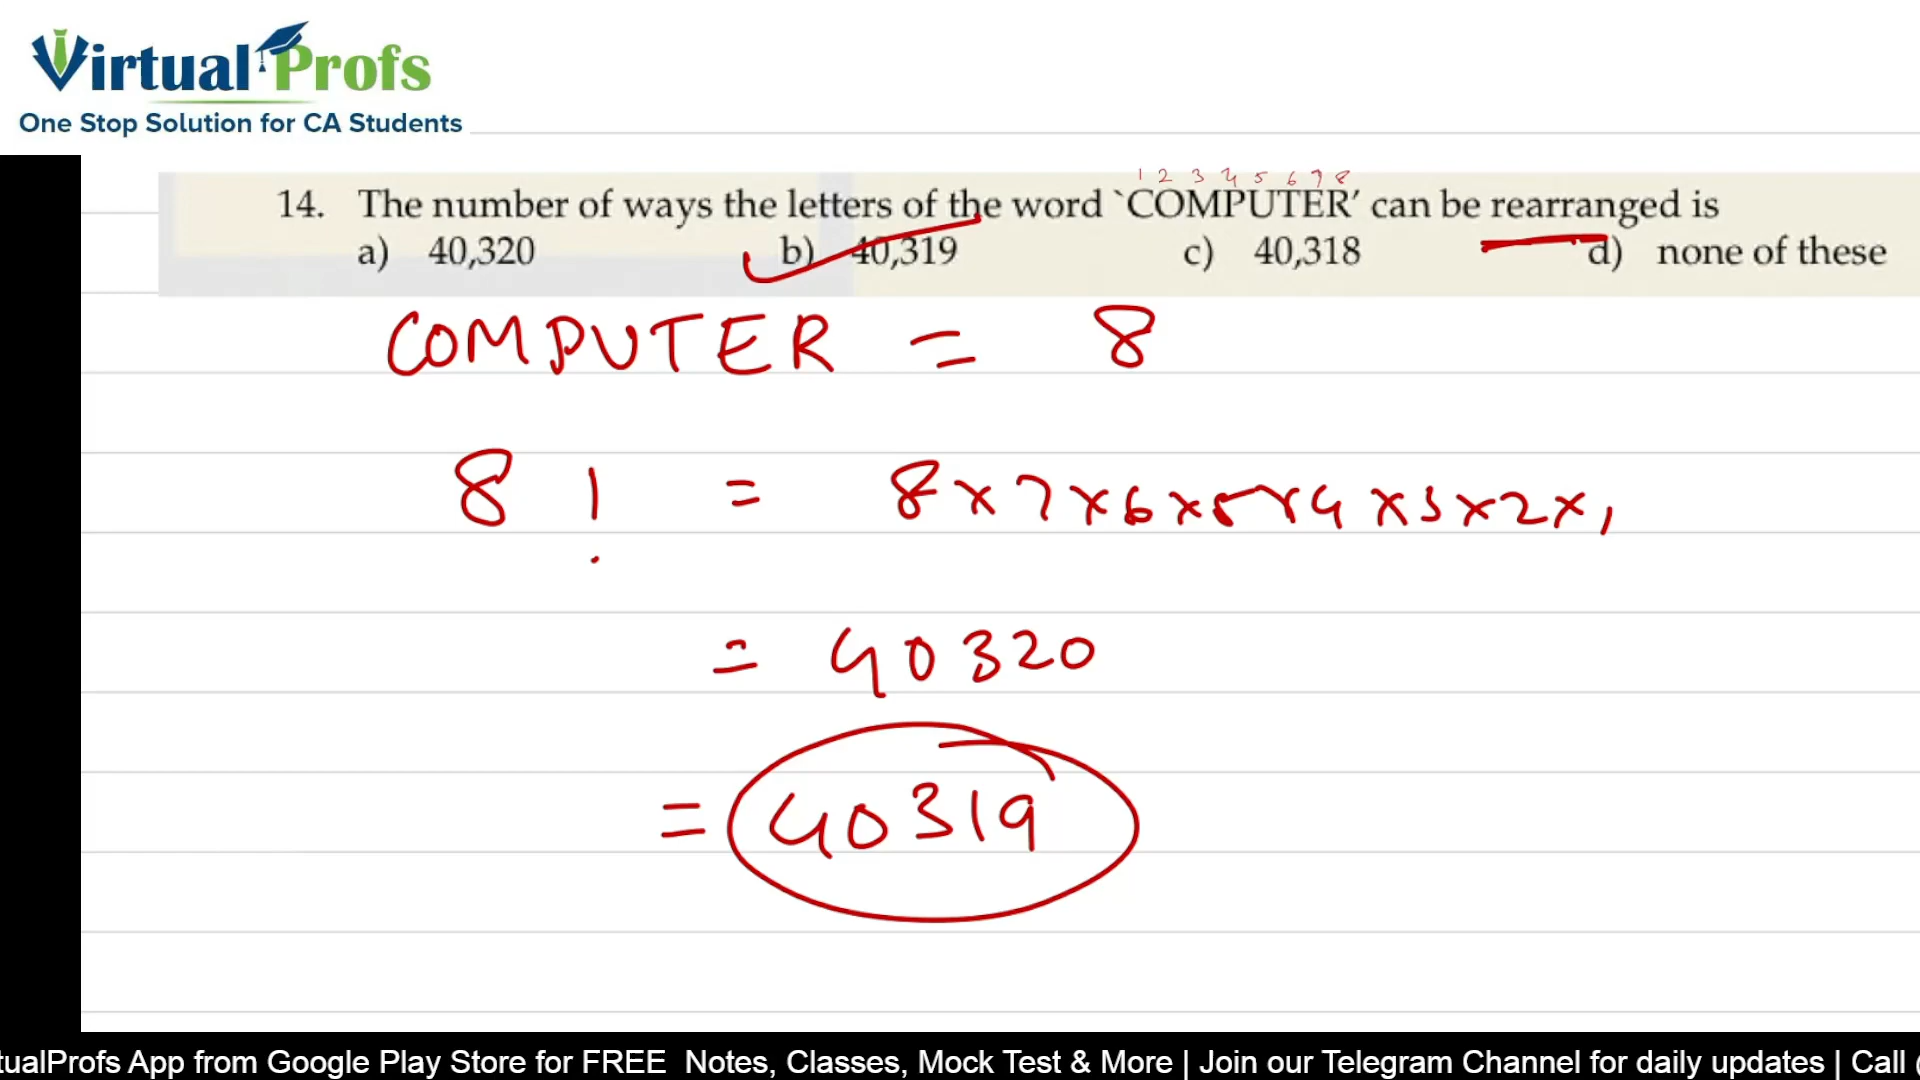 Virtual Profs
One Stop Solution for CA Students
1 2 3 4 5 6 7 8
14. The number of ways the letters of the word `COMPUTER' can be rearranged is
a) 40,320 b) 40,319 c) 40,318 d) none of these
COMPUTER = 8
8 ! = 8 x 7 x 6 x 5 x 4 x 3 x 2 x 1
= 40320
= 40319
tualProfs App from Google Play Store for FREE Notes, Classes, Mock Test & More | Join our Telegram Channel for daily updates | Call